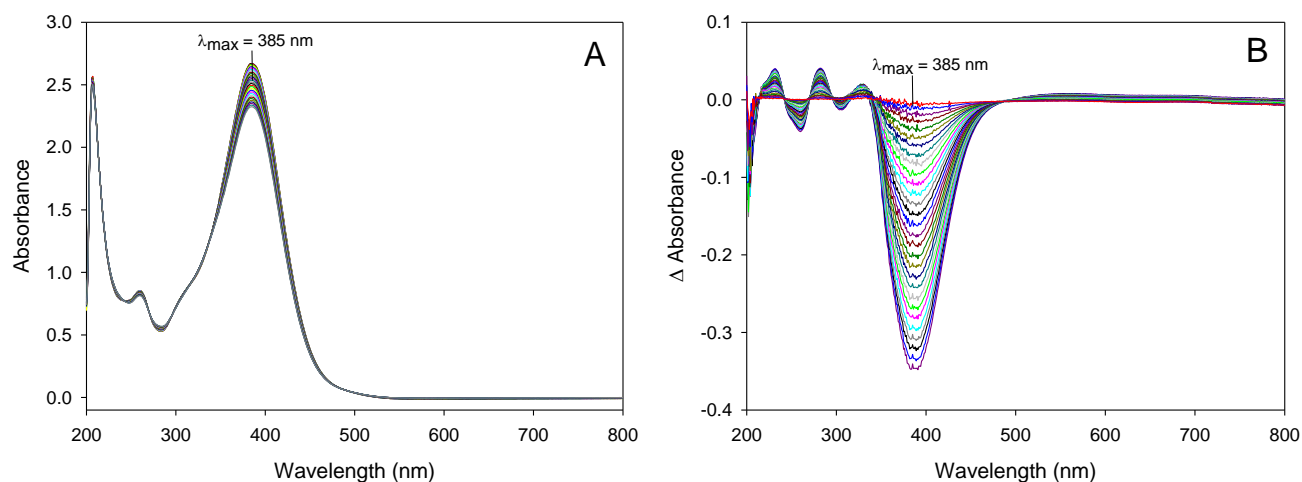 A
λmax = 385 nm
3.0
2.5
2.0
1.5
1.0
0.5
0.0
Absorbance
200 300 400 500 600 700 800
Wavelength (nm)
B
λmax = 385 nm
0.1
0.0
-0.1
-0.2
-0.3
-0.4
Δ Absorbance
200 300 400 500 600 700 800
Wavelength (nm)